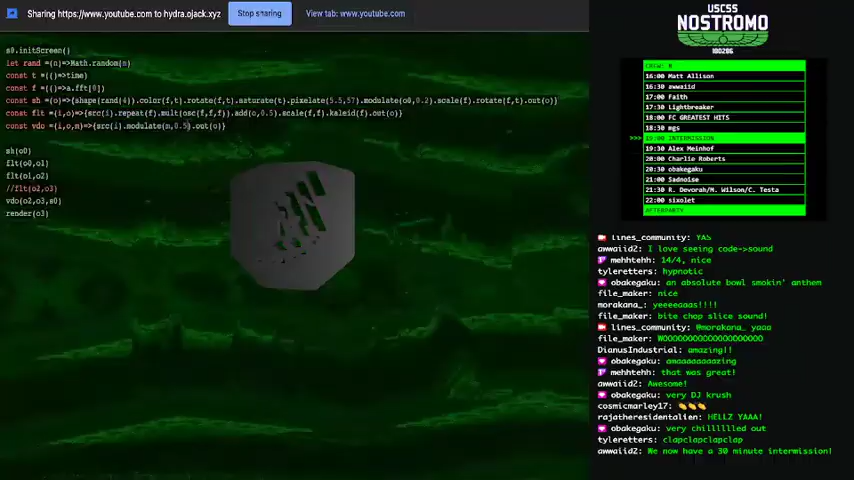 Sharing https://www.youtube.com to hydra.ojack.xyz
Stop sharing
View tab: www.youtube.com
s0.initScreen()
let rand =(n)=>Math.random(n)
const t =(()=>time)
const f =(()=>a.fft[0])
const sh =(o)=>{shape(rand(4)).color(f,t).rotate(f,t).saturate(t).pixelate(5.5,57).modulate(o0,0.2).scale(f).rotate(f,t).out(o)}
const flt =(i,o)=>{src(i).repeat(f).mult(osc(f,f,f)).add(o,0.5).scale(f,f).kaleid(f).out(o)}
const vdo =(i,o,m)=>{src(i).modulate(m,0.5).out(o)}
sh(o0)
flt(o0,o1)
flt(o1,o2)
//flt(o2,o3)
vdo(o2,o3,s0)
render(o3)
USCSS
NOSTROMO
180286
CREW: 8
16:00 Matt Allison
16:30 awwaiid
17:00 Faith
17:30 Lightbreaker
18:00 FC GREATEST HITS
18:30 mgs
>>> 19:00 INTERMISSION
19:30 Alex Meinhof
20:00 Charlie Roberts
20:30 obakegaku
21:00 Sadnoise
21:30 R. Devorah/M. Wilson/C. Testa
22:00 sixolet
AFTERPARTY
lines_community: YAS
awwaiid2: I love seeing code->sound
mehhtehh: 14/4, nice
tyleretters: hypnotic
obakegaku: an absolute bowl smokin' anthem
file_maker: nice
morakana_: yeeeeaaas!!!!
file_maker: bite chop slice sound!
lines_community: @morakana_ yaaa
file_maker: WOOOOOOOOOOOOOOOOOOO
DianusIndustrial: amazing!!
obakegaku: amaaaaaaazing
mehhtehh: that was great!
awwaiid2: Awesome!
obakegaku: very DJ krush
cosmicmarley17: 👏👏👏
rajatheresidentalien: HELLZ YAAA!
obakegaku: very chillllllled out
tyleretters: clapclapclapclap
awwaiid2: We now have a 30 minute intermission!